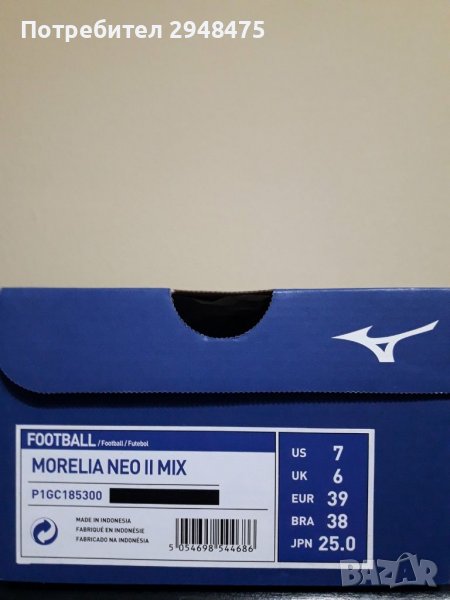 Потребител 2948475
FOOTBALL / Football / Futebol
MORELIA NEO II MIX
P1GC185300
MADE IN INDONESIA
FABRIQUÉ EN INDONÉSIE
FABRICADO NA INDONÉSIA
5 054698 544686
US 7
UK 6
EUR 39
BRA 38
JPN 25.0
BAZAR